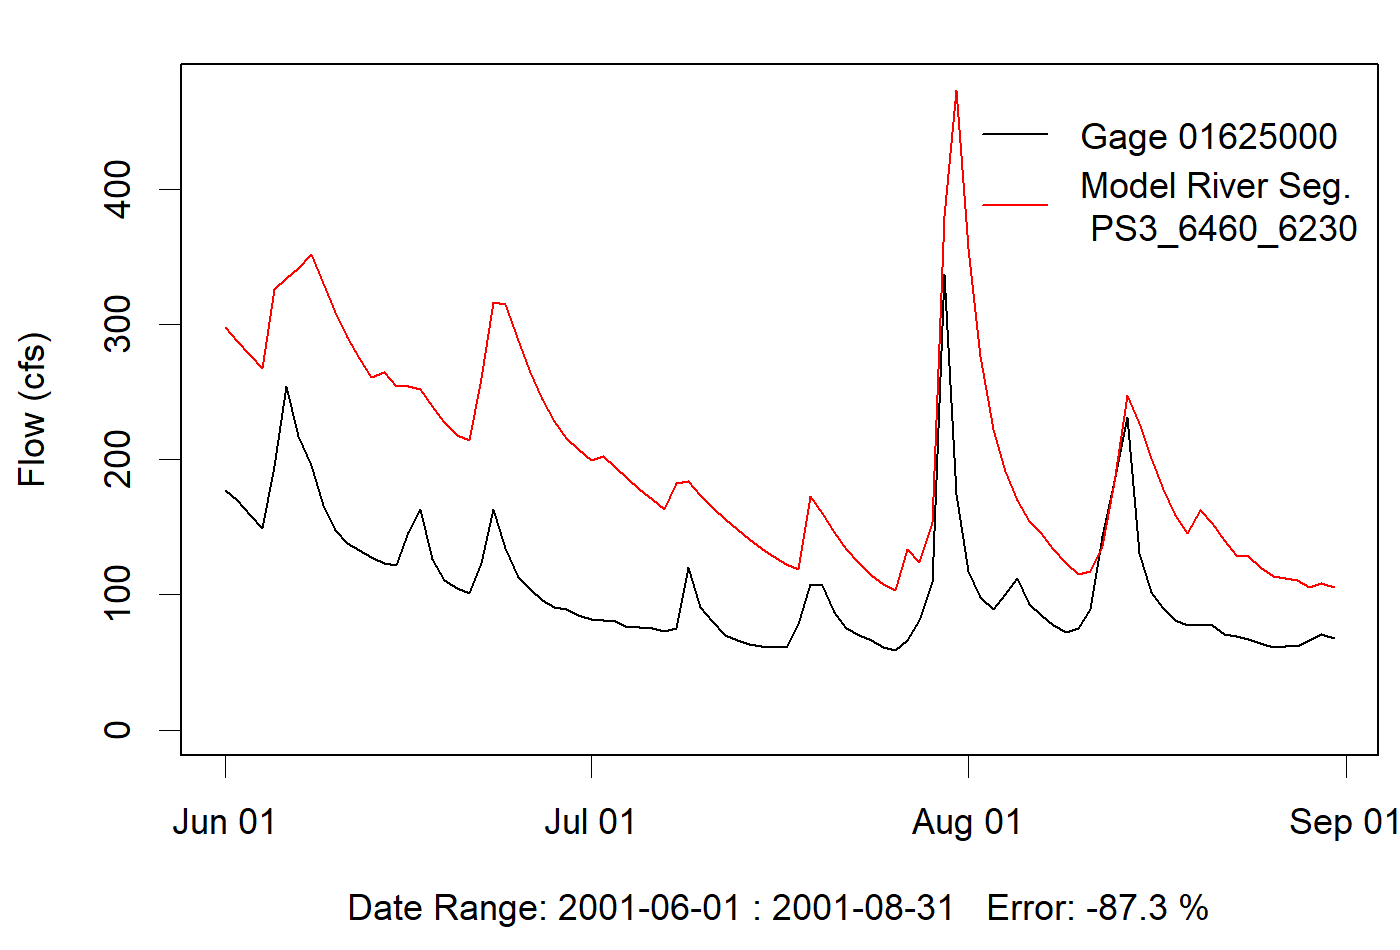 Gage 01625000
Model River Seg.
PS3_6460_6230
Flow (cfs)
400
300
200
100
0
Jun 01
Jul 01
Aug 01
Sep 01
Date Range: 2001-06-01 : 2001-08-31 Error: -87.3 %